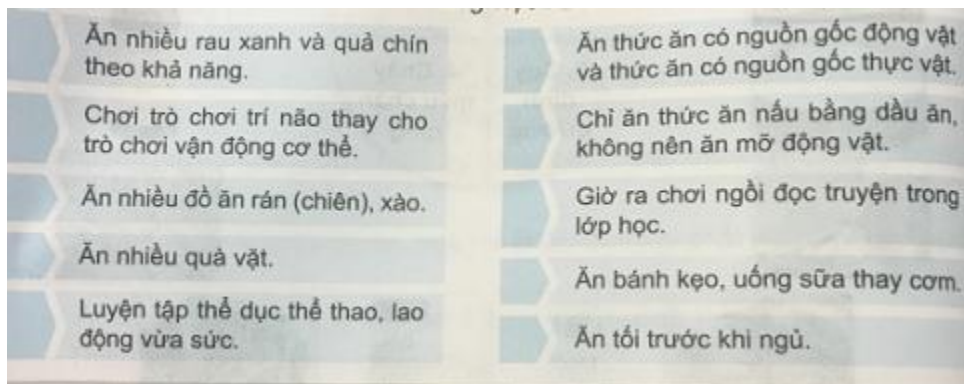 Ăn nhiều rau xanh và quả chín
theo khả năng.
Chơi trò chơi trí não thay cho
trò chơi vận động cơ thể.
Ăn nhiều đồ ăn rán (chiên), xào.
Ăn nhiều quà vặt.
Luyện tập thể dục thể thao, lao
động vừa sức.
Ăn thức ăn có nguồn gốc động vật
và thức ăn có nguồn gốc thực vật.
Chỉ ăn thức ăn nấu bằng dầu ăn,
không nên ăn mỡ động vật.
Giờ ra chơi ngồi đọc truyện trong
lớp học.
Ăn bánh kẹo, uống sữa thay cơm.
Ăn tối trước khi ngủ.